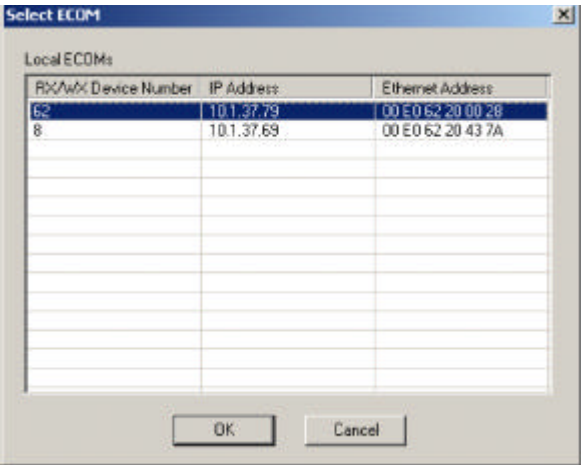 Select ECOM
Local ECOMs
RX/WX Device Number IP Address Ethernet Address
62 10.1.37.79 00 E0 62 20 00 28
8 10.1.37.69 00 E0 62 20 43 7A
OK Cancel